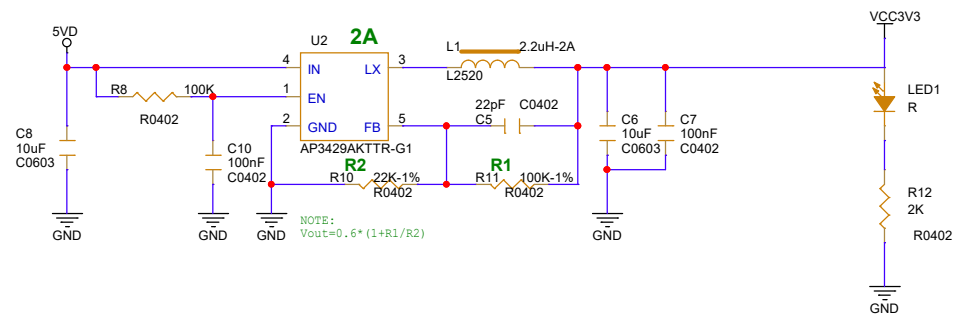 5VD
VCC3V3
U2
2A
L1
2.2uH-2A
L2520
4
IN
LX
3
1
EN
2
GND
FB
5
AP3429AKTTR-G1
R8
100K
R0402
C8
10uF
C0603
C10
100nF
C0402
22pF
C0402
C5
C6
10uF
C0603
C7
100nF
C0402
LED1
R
R2
R10
22K-1%
R0402
R1
R11
100K-1%
R0402
R12
2K
R0402
NOTE:
Vout=0.6*(1+R1/R2)
GND
GND
GND
GND
GND